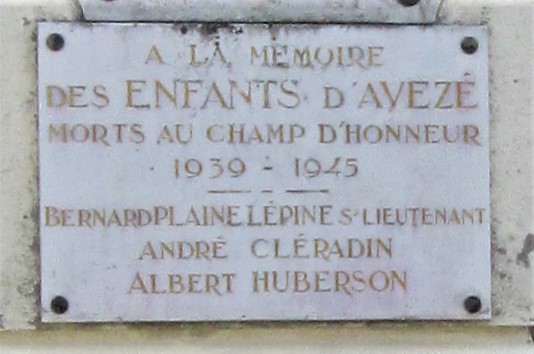 A LA MEMOIRE
DES ENFANTS D'AVEZÉ
MORTS AU CHAMP D'HONNEUR
1939 - 1945
BERNARD PLAINE LÉPINE Sˢ-LIEUTENANT
ANDRÉ CLÉRADIN
ALBERT HUBERSON